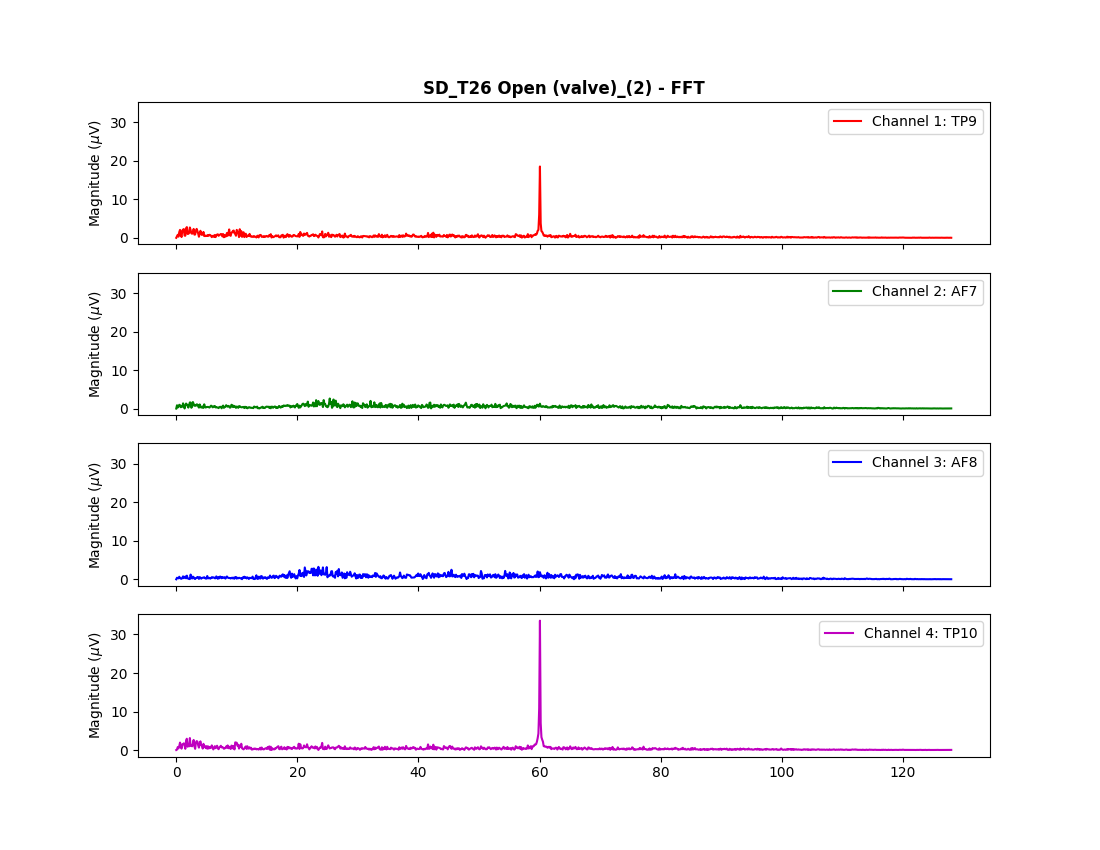 SD_T26 Open (valve)_(2) - FFT
Magnitude (μV)
30
20
10
0
Channel 1: TP9
Magnitude (μV)
30
20
10
0
Channel 2: AF7
Magnitude (μV)
30
20
10
0
Channel 3: AF8
Magnitude (μV)
30
20
10
0
Channel 4: TP10
0 20 40 60 80 100 120